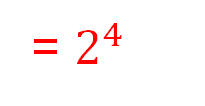 = 2⁴